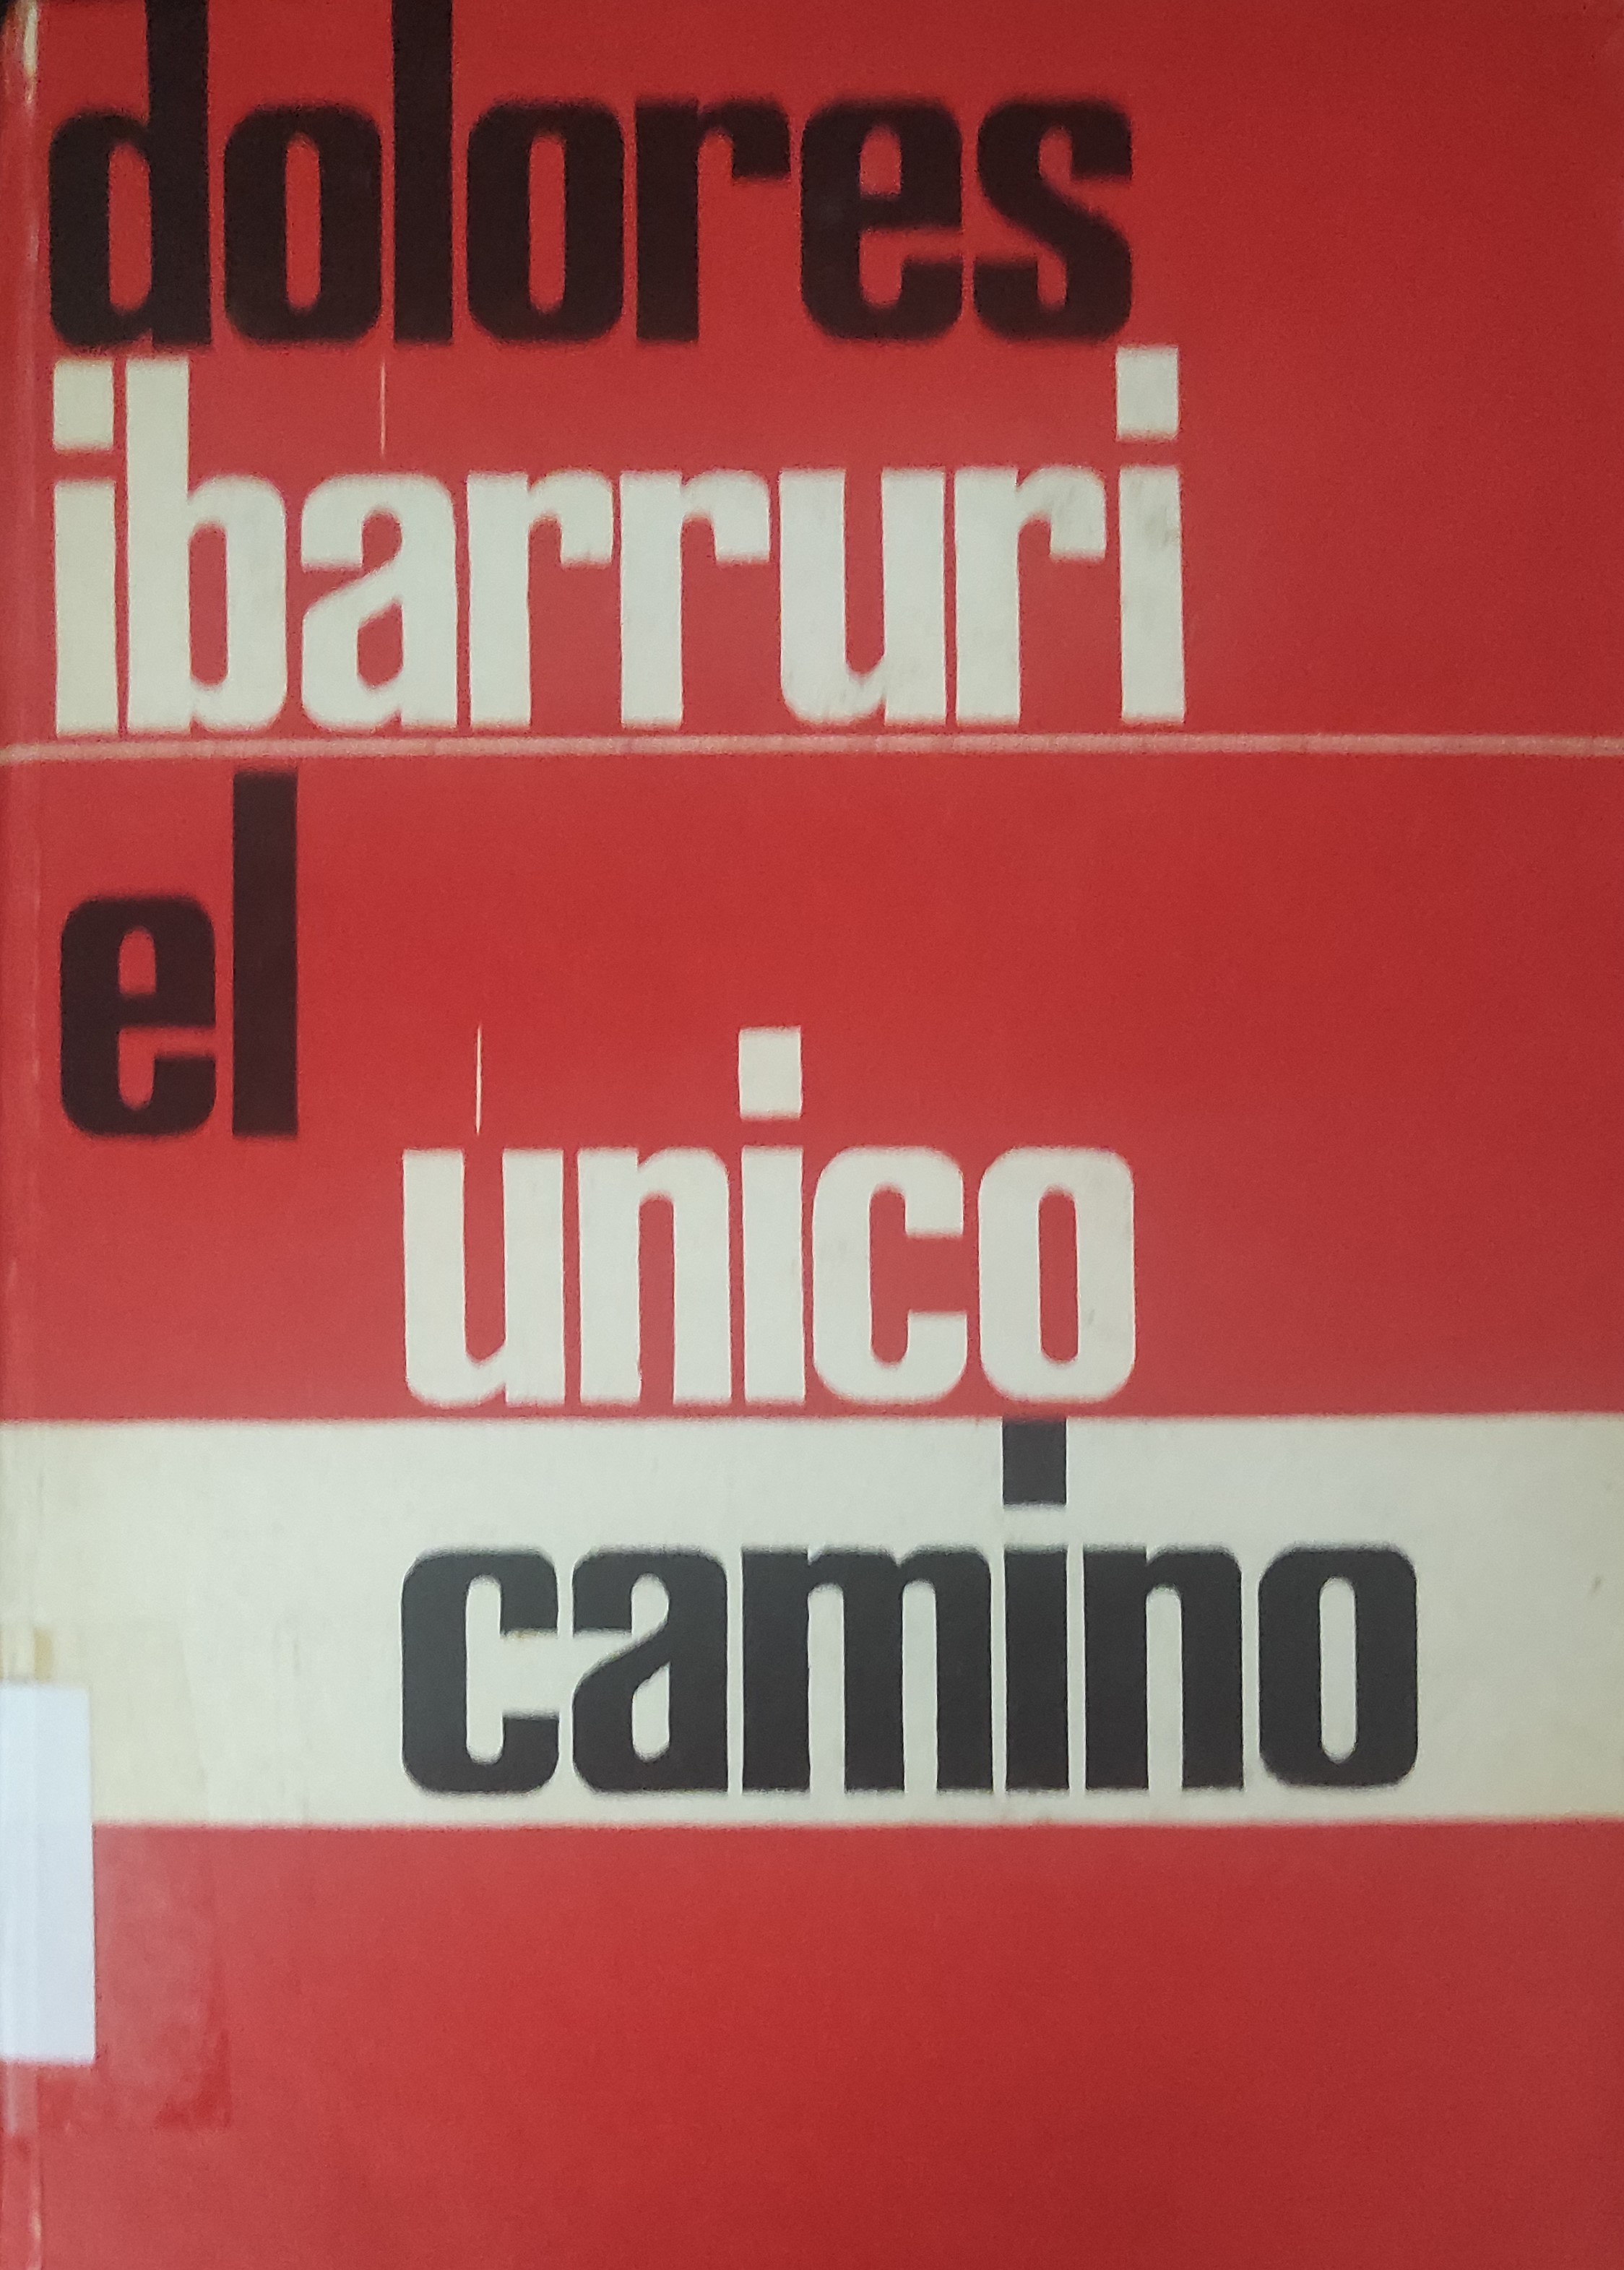 dolores
ibarruri
el
unico
camino